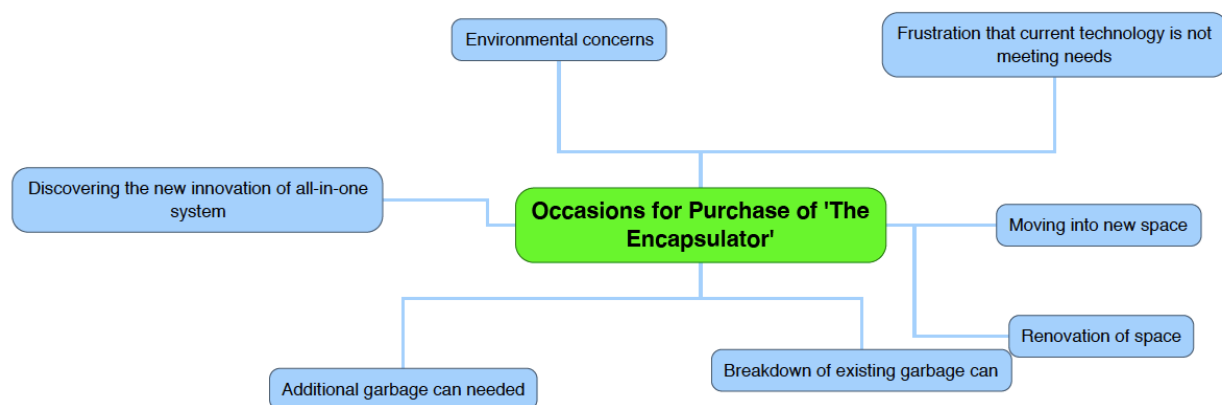 Environmental concerns
Frustration that current technology is not
meeting needs
Discovering the new innovation of all-in-one
system
Occasions for Purchase of 'The
Encapsulator'
Moving into new space
Renovation of space
Breakdown of existing garbage can
Additional garbage can needed